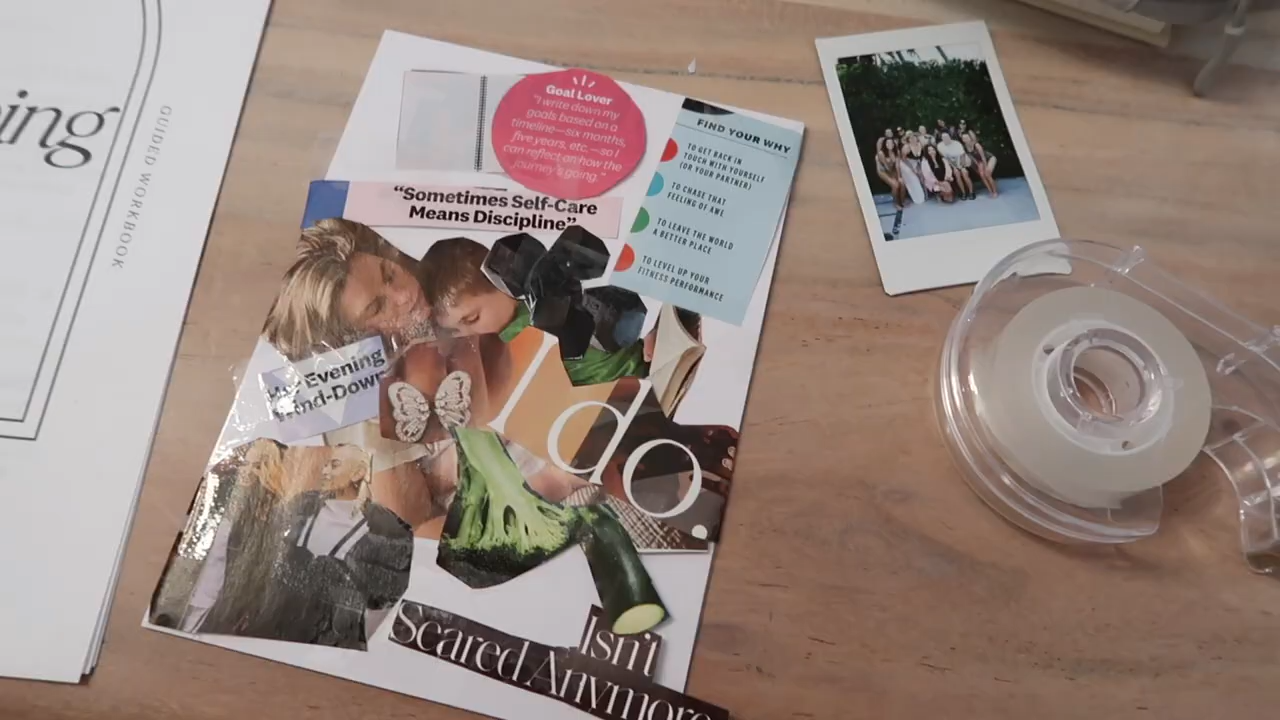 ing
GUIDED WORKBOOK
Goal Lover
"I write down my
goals based on a
timeline—six months,
five years, etc.—so I
can reflect on how the
journey's going."
FIND YOUR WHY
TO GET BACK IN
TOUCH WITH YOURSELF
(OR YOUR PARTNER)
TO CHASE THAT
FEELING OF AWE
TO LEAVE THE WORLD
A BETTER PLACE
TO LEVEL UP YOUR
FITNESS PERFORMANCE
"Sometimes Self-Care
Means Discipline"
Her Evening
Wind-Down
I do.
Isn't
Scared Anymore